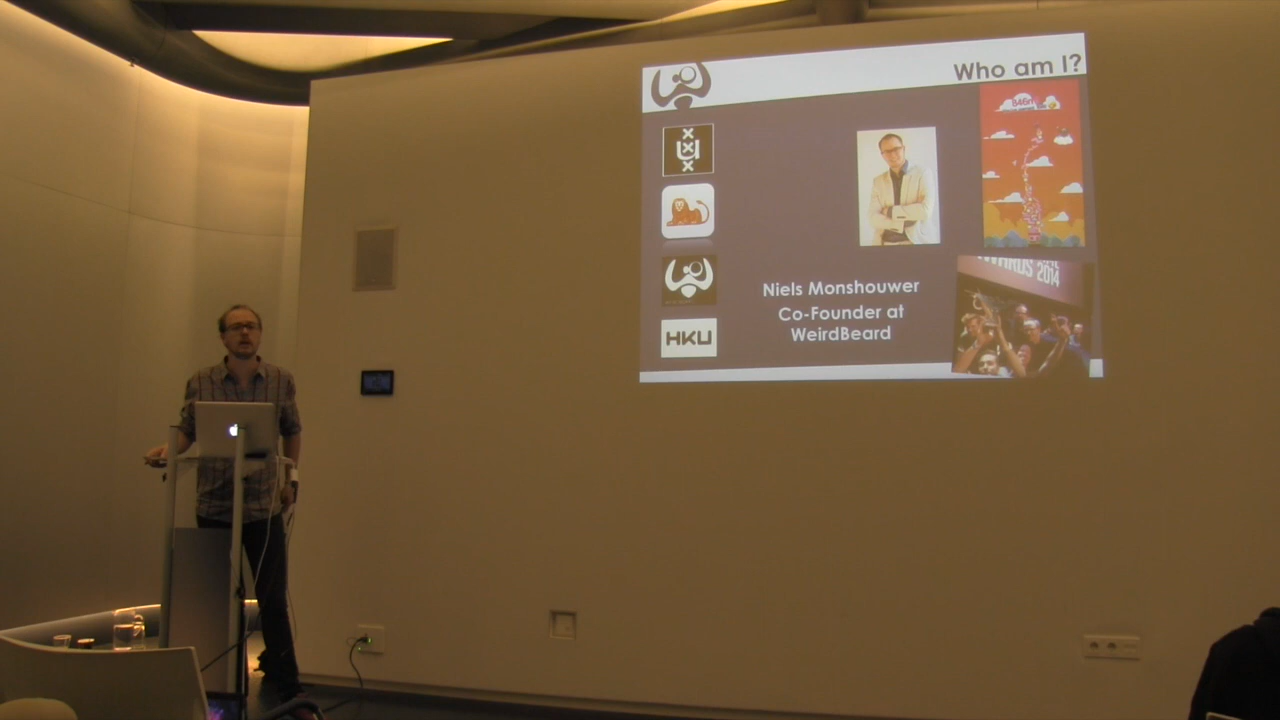 Who am I?
Niels Monshouwer
Co-Founder at
WeirdBeard
HKU
2014